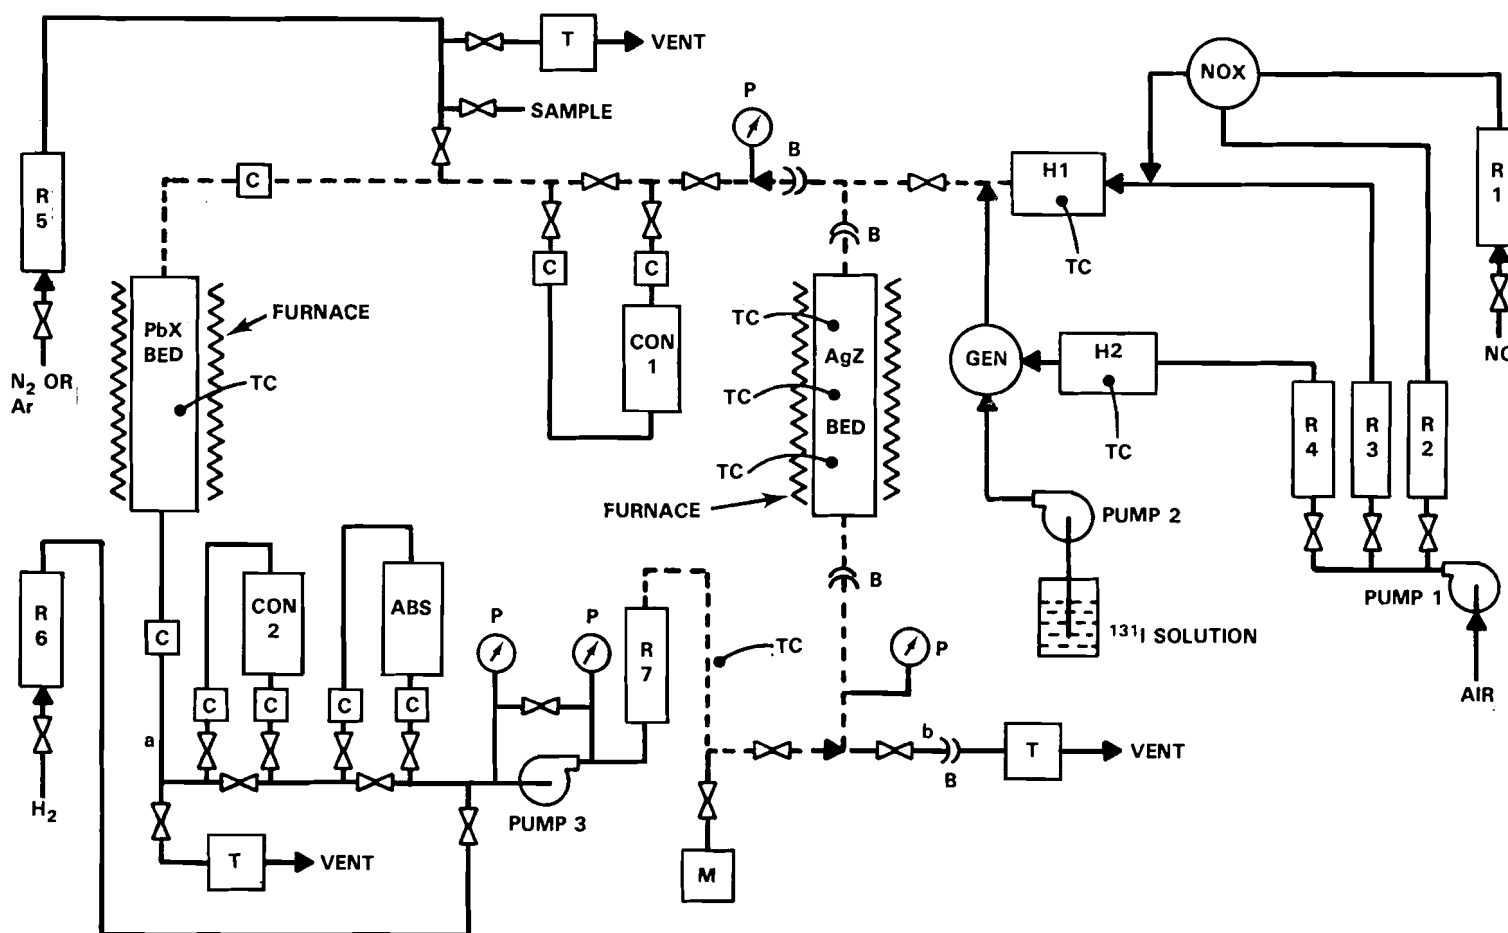 T
VENT
SAMPLE
P
B
NOX
H1
TC
R
1
NO
C
R
5
N2 OR
Ar
PbX
BED
FURNACE
TC
C
C
CON
1
B
TC
AgZ
TC
BED
TC
FURNACE
GEN
H2
TC
R
4
R
3
R
2
PUMP 2
PUMP 1
131I SOLUTION
AIR
B
R
6
H2
C
a
C
CON
2
C
C
ABS
C
P
P
R
7
TC
P
PUMP 3
b
B
T
VENT
T
VENT
M